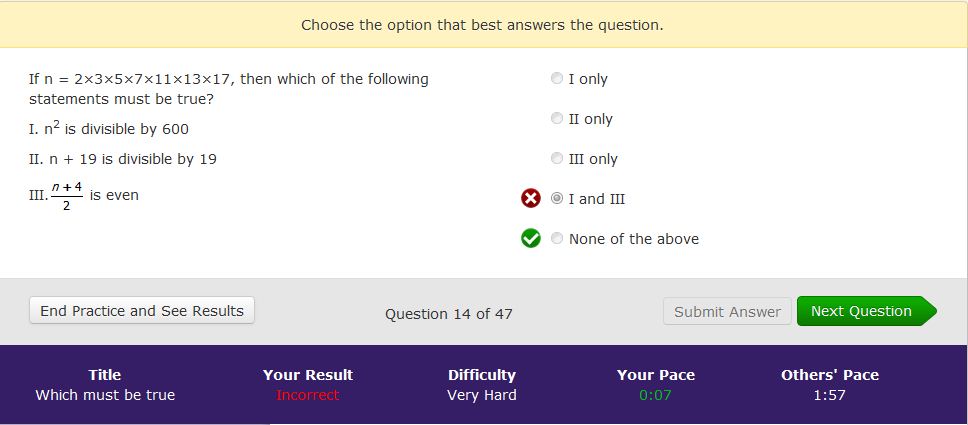 Choose the option that best answers the question.
If n = 2×3×5×7×11×13×17, then which of the following
statements must be true?
I. n² is divisible by 600
II. n + 19 is divisible by 19
III. n + 4 / 2 is even
I only
II only
III only
I and III
None of the above
End Practice and See Results
Question 14 of 47
Submit Answer
Next Question
Title
Your Result
Difficulty
Your Pace
Others' Pace
Which must be true
Incorrect
Very Hard
0:07
1:57